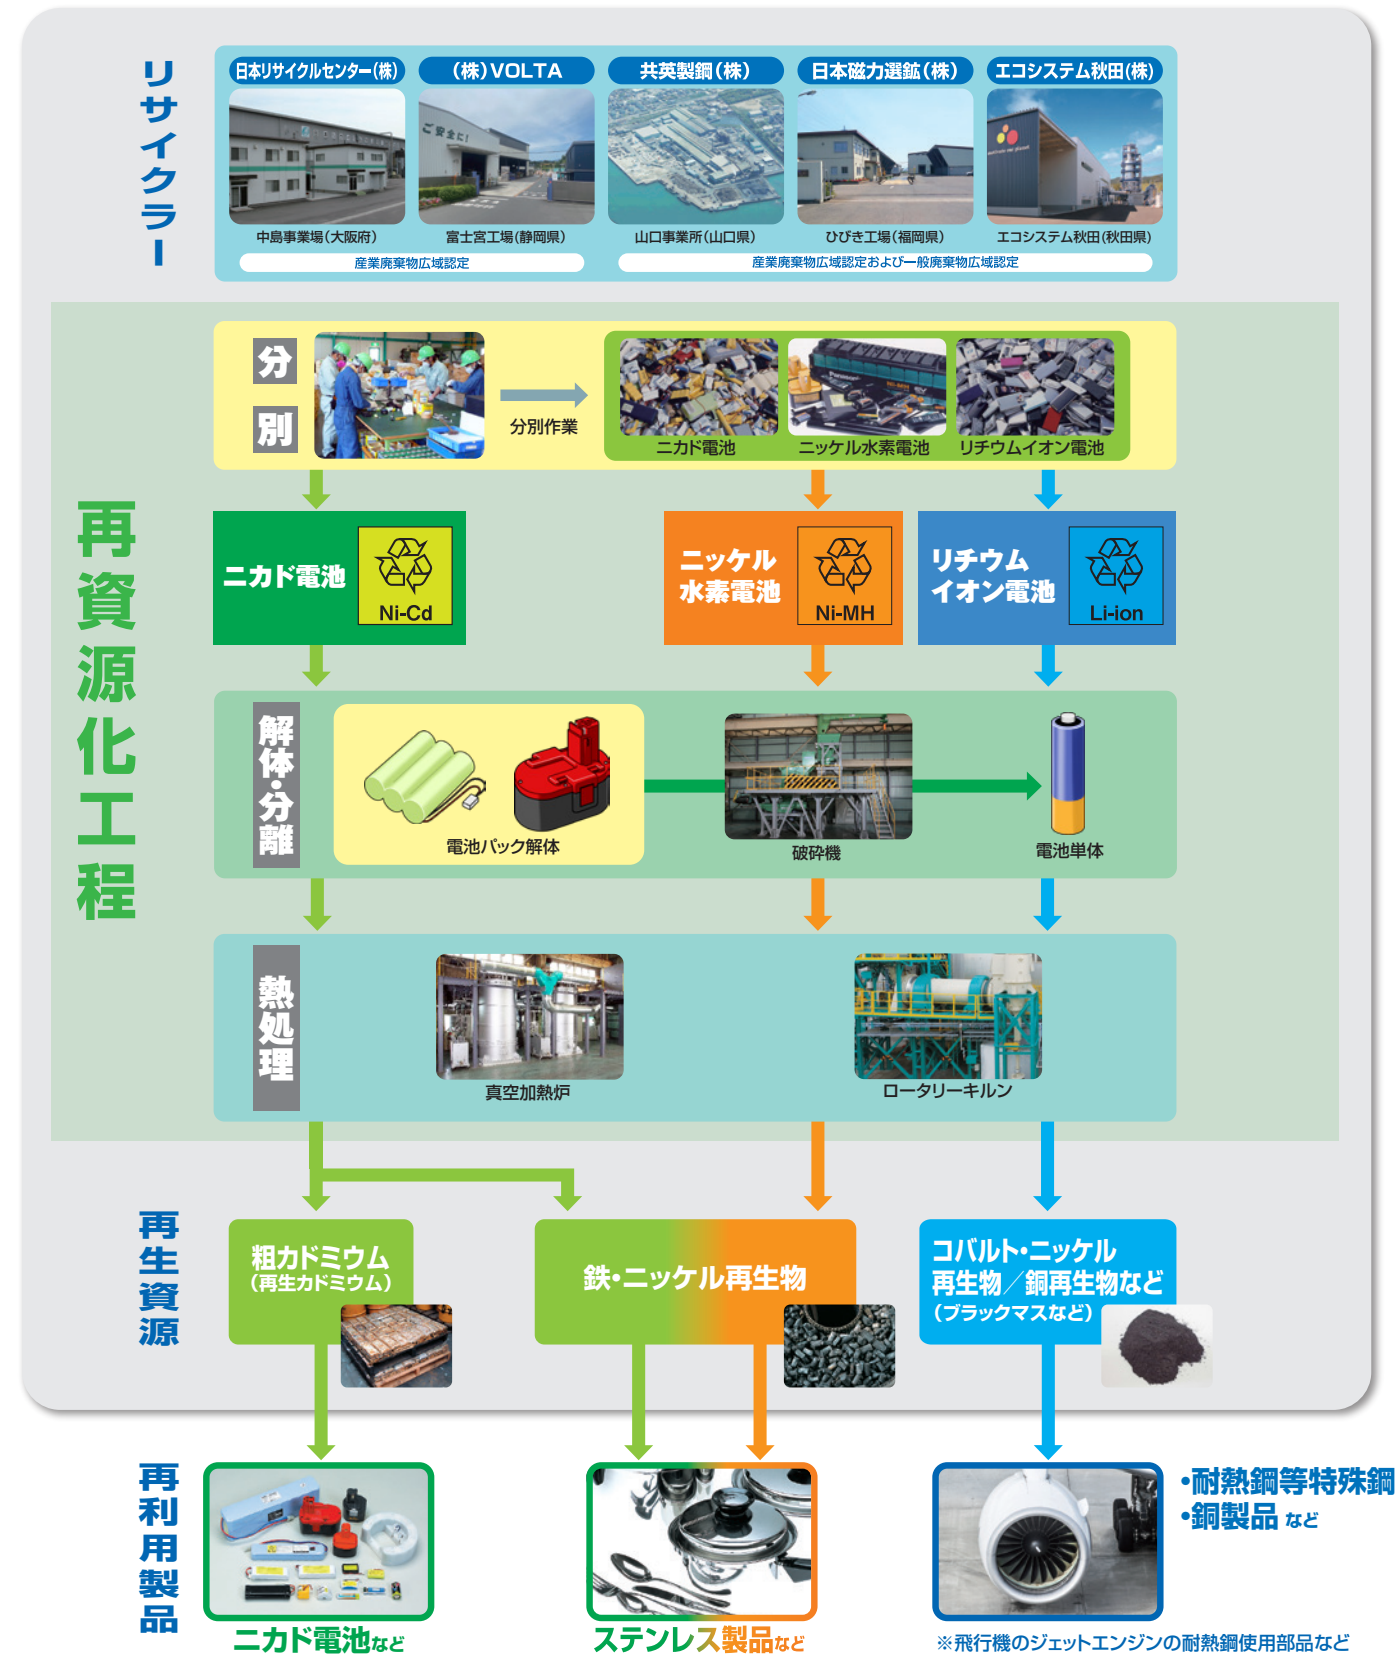 リサイクラー
日本リサイクルセンター(株)
(株)VOLTA
共英製鋼(株)
日本磁力選鉱(株)
エコシステム秋田(株)
ご安全に!
中島事業場(大阪府)
富士宮工場(静岡県)
山口事業所(山口県)
ひびき工場(福岡県)
エコシステム秋田(秋田県)
産業廃棄物広域認定
産業廃棄物広域認定および一般廃棄物広域認定
再資源化工程
分別
分別作業
ニカド電池
ニッケル水素電池
リチウムイオン電池
ニカド電池
Ni-Cd
ニッケル
水素電池
Ni-MH
リチウム
イオン電池
Li-ion
解体・分離
電池パック解体
破砕機
電池単体
熱処理
真空加熱炉
ロータリーキルン
再生資源
粗カドミウム
(再生カドミウム)
鉄・ニッケル再生物
コバルト・ニッケル
再生物/銅再生物など
(ブラックマスなど)
再利用製品
ニカド電池など
ステンレス製品など
・耐熱鋼等特殊鋼
・銅製品 など
※飛行機のジェットエンジンの耐熱鋼使用部品など